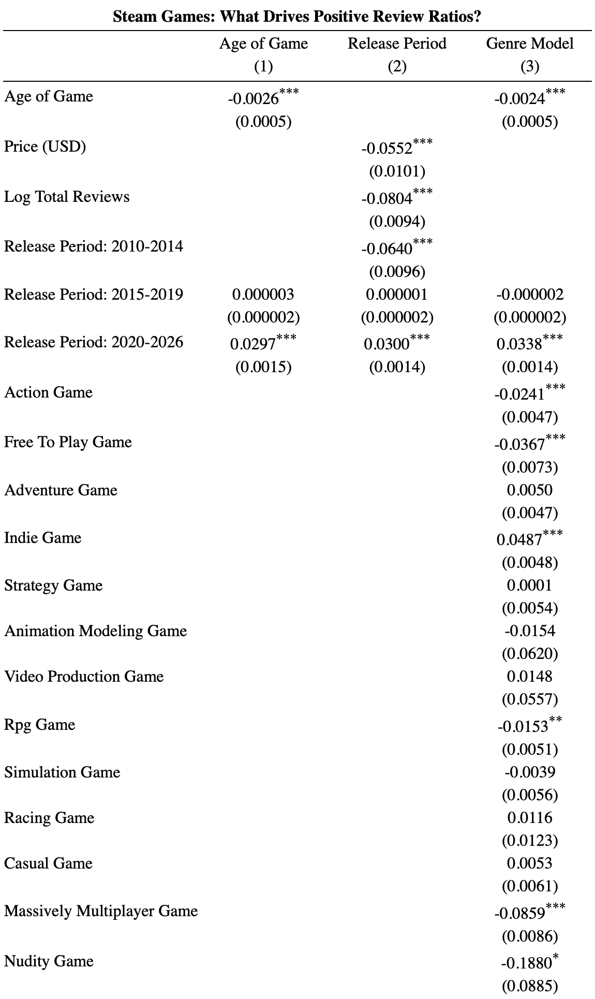 Steam Games: What Drives Positive Review Ratios?
Age of Game Release Period Genre Model
(1) (2) (3)
Age of Game -0.0026*** -0.0024***
(0.0005) (0.0005)
Price (USD) -0.0552***
(0.0101)
Log Total Reviews -0.0804***
(0.0094)
Release Period: 2010-2014 -0.0640***
(0.0096)
Release Period: 2015-2019 0.000003 0.000001 -0.000002
(0.000002) (0.000002) (0.000002)
Release Period: 2020-2026 0.0297*** 0.0300*** 0.0338***
(0.0015) (0.0014) (0.0014)
Action Game -0.0241***
(0.0047)
Free To Play Game -0.0367***
(0.0073)
Adventure Game 0.0050
(0.0047)
Indie Game 0.0487***
(0.0048)
Strategy Game 0.0001
(0.0054)
Animation Modeling Game -0.0154
(0.0620)
Video Production Game 0.0148
(0.0557)
Rpg Game -0.0153**
(0.0051)
Simulation Game -0.0039
(0.0056)
Racing Game 0.0116
(0.0123)
Casual Game 0.0053
(0.0061)
Massively Multiplayer Game -0.0859***
(0.0086)
Nudity Game -0.1880*
(0.0885)